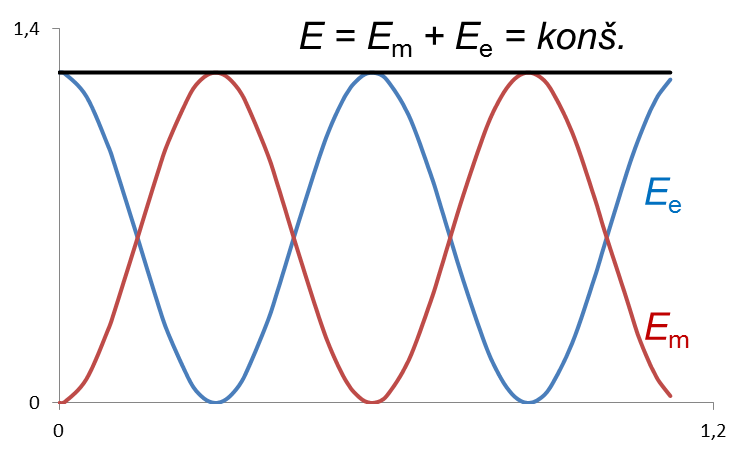 1,4
E = Em + Ee = konš.
Ee
Em
0
0
1,2